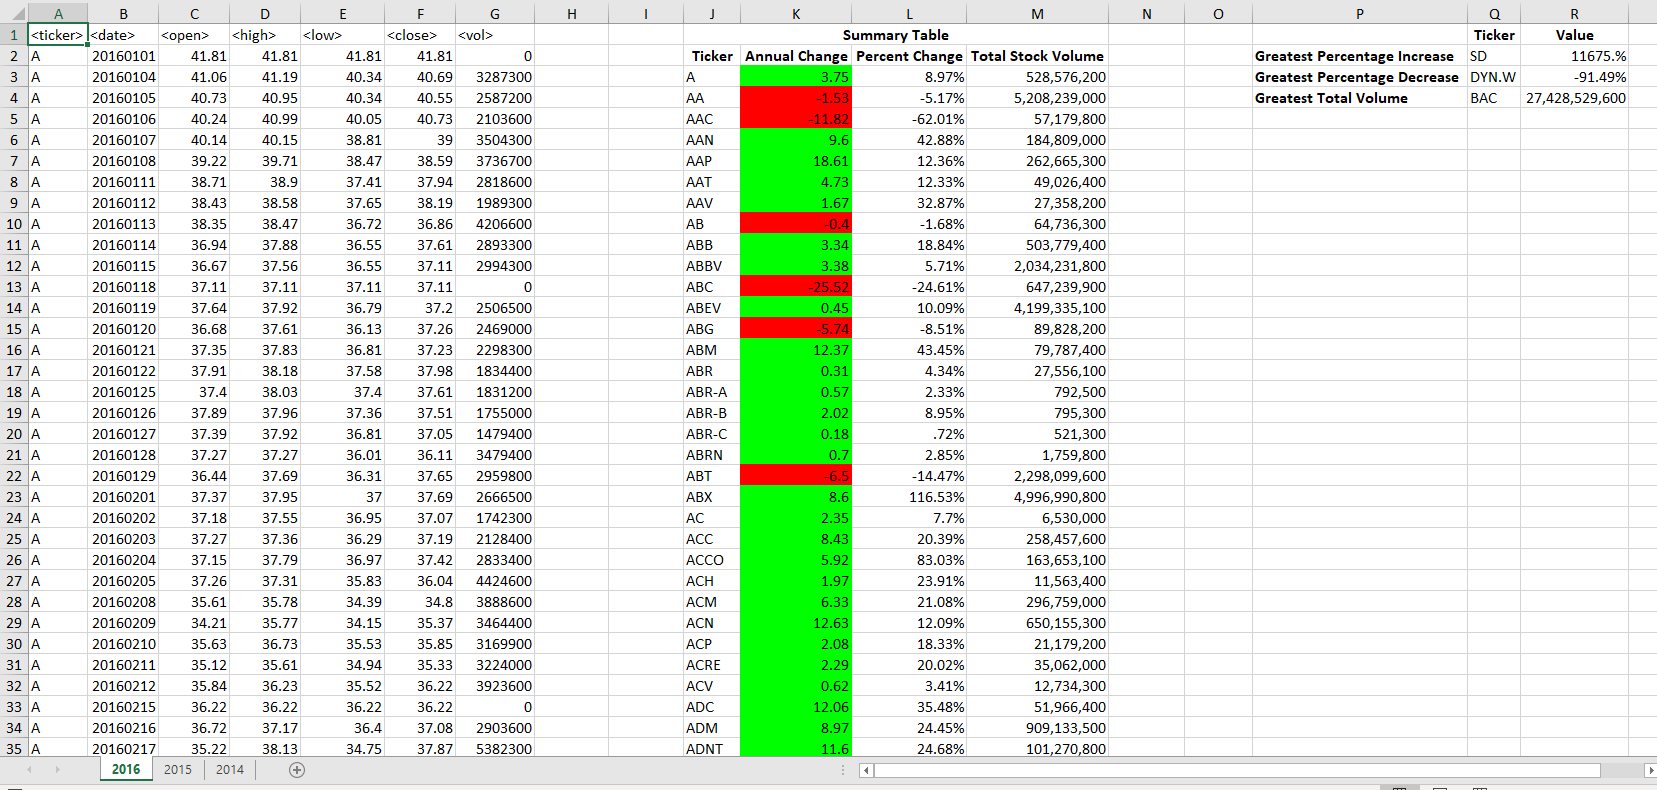 A B C D E F G H I J K L M N O P Q R
1 <ticker> <date> <open> <high> <low> <close> <vol> Summary Table Ticker Value
2 A 20160101 41.81 41.81 41.81 41.81 0 Ticker Annual Change Percent Change Total Stock Volume Greatest Percentage Increase SD 11675.%
3 A 20160104 41.06 41.19 40.34 40.69 3287300 A 3.75 8.97% 528,576,200 Greatest Percentage Decrease DYN.W -91.49%
4 A 20160105 40.73 40.95 40.34 40.55 2587200 AA -1.53 -5.17% 5,208,239,000 Greatest Total Volume BAC 27,428,529,600
5 A 20160106 40.24 40.99 40.05 40.73 2103600 AAC -11.82 -62.01% 57,179,800
6 A 20160107 40.14 40.15 38.81 39 3504300 AAN 9.6 42.88% 184,809,000
7 A 20160108 39.22 39.71 38.47 38.59 3736700 AAP 18.61 12.36% 262,665,300
8 A 20160111 38.71 38.9 37.41 37.94 2818600 AAT 4.73 12.33% 49,026,400
9 A 20160112 38.43 38.58 37.65 38.19 1989300 AAV 1.67 32.87% 27,358,200
10 A 20160113 38.35 38.47 36.72 36.86 4206600 AB -0.4 -1.68% 64,736,300
11 A 20160114 36.94 37.88 36.55 37.61 2893300 ABB 3.34 18.84% 503,779,400
12 A 20160115 36.67 37.56 36.55 37.11 2994300 ABBV 3.38 5.71% 2,034,231,800
13 A 20160118 37.11 37.11 37.11 37.11 0 ABC -25.52 -24.61% 647,239,900
14 A 20160119 37.64 37.92 36.79 37.2 2506500 ABEV 0.45 10.09% 4,199,335,100
15 A 20160120 36.68 37.61 36.13 37.26 2469000 ABG -5.74 -8.51% 89,828,200
16 A 20160121 37.35 37.83 36.81 37.23 2298300 ABM 12.37 43.45% 79,787,400
17 A 20160122 37.91 38.18 37.58 37.98 1834400 ABR 0.31 4.34% 27,556,100
18 A 20160125 37.4 38.03 37.4 37.61 1831200 ABR-A 0.57 2.33% 792,500
19 A 20160126 37.89 37.96 37.36 37.51 1755000 ABR-B 2.02 8.95% 795,300
20 A 20160127 37.39 37.92 36.81 37.05 1479400 ABR-C 0.18 .72% 521,300
21 A 20160128 37.27 37.27 36.01 36.11 3479400 ABRN 0.7 2.85% 1,759,800
22 A 20160129 36.44 37.69 36.31 37.65 2959800 ABT -6.5 -14.47% 2,298,099,600
23 A 20160201 37.37 37.95 37 37.69 2666500 ABX 8.6 116.53% 4,996,990,800
24 A 20160202 37.18 37.55 36.95 37.07 1742300 AC 2.35 7.7% 6,530,000
25 A 20160203 37.27 37.36 36.29 37.19 2128400 ACC 8.43 20.39% 258,457,600
26 A 20160204 37.15 37.79 36.97 37.42 2833400 ACCO 5.92 83.03% 163,653,100
27 A 20160205 37.26 37.31 35.83 36.04 4424600 ACH 1.97 23.91% 11,563,400
28 A 20160208 35.61 35.78 34.39 34.8 3888600 ACM 6.33 21.08% 296,759,000
29 A 20160209 34.21 35.77 34.15 35.37 3464400 ACN 12.63 12.09% 650,155,300
30 A 20160210 35.63 36.73 35.53 35.85 3169900 ACP 2.08 18.33% 21,179,200
31 A 20160211 35.12 35.61 34.94 35.33 3224000 ACRE 2.29 20.02% 35,062,000
32 A 20160212 35.84 36.23 35.52 36.22 3923600 ACV 0.62 3.41% 12,734,300
33 A 20160215 36.22 36.22 36.22 36.22 0 ADC 12.06 35.48% 51,966,400
34 A 20160216 36.72 37.17 36.4 37.08 2903600 ADM 8.97 24.45% 909,133,500
35 A 20160217 35.22 38.13 34.75 37.87 5382300 ADNT 11.6 24.68% 101,270,800
2016 2015 2014